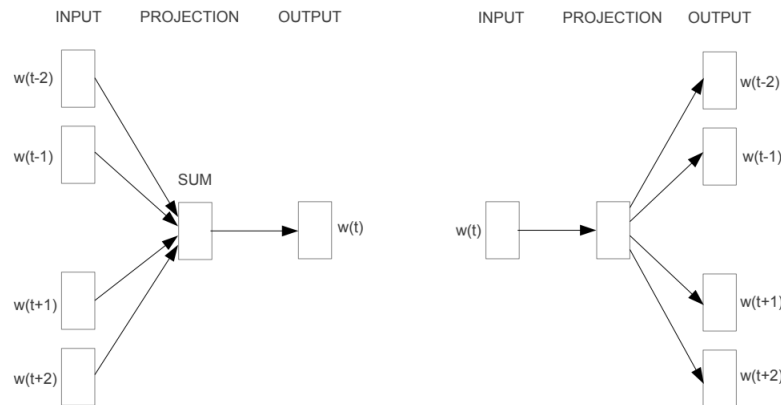 INPUT PROJECTION OUTPUT
w(t-2)
w(t-1)
SUM
w(t)
w(t+1)
w(t+2)
INPUT PROJECTION OUTPUT
w(t-2)
w(t-1)
w(t)
w(t+1)
w(t+2)